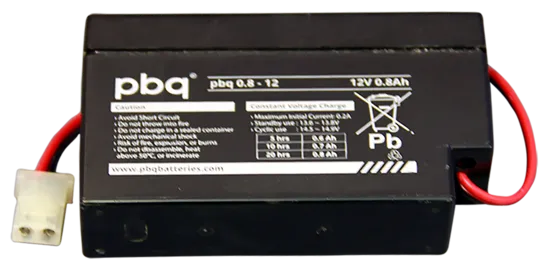 pbq®
pbq 0.8 - 12
12V 0.8Ah
Caution
› Avoid Short Circuit
› Do not throw into fire
› Do not charge in a sealed container
› Avoid mechanical shock
› Risk of fire, explusion, or burns
› Do not disassemble, heat
above 50°C, or incinerate
Constant Voltage Charge
› Maximum Initial Current: 0.2A
› Standby use : 13.6 – 13.8V
› Cyclic use : 14.5 – 14.9V
5 hrs 0.6 Ah
10 hrs 0.7 Ah
20 hrs 0.8 Ah
Pb
www.pbqbatteries.com